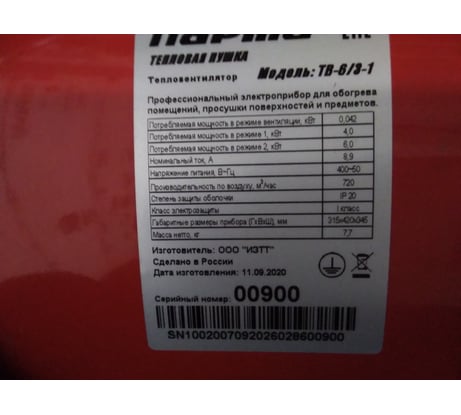 Парма ЕАС
ТЕПЛОВАЯ ПУШКА
Тепловентилятор Модель: ТВ-6/3-1
Профессиональный электроприбор для обогрева
помещений, просушки поверхностей и предметов.
Потребляемая мощность в режиме вентиляции, кВт 0,042
Потребляемая мощность в режиме 1, кВт 4,0
Потребляемая мощность в режиме 2, кВт 6,0
Номинальный ток, А 8,9
Напряжение питания, В~Гц 400~50
Производительность по воздуху, м³/час 720
Степень защиты оболочки IP 20
Класс электрозащиты I класс
Габаритные размеры прибора (ГхВхШ), мм 315х420х345
Масса нетто, кг 7,7
Изготовитель: ООО "ИЗТТ"
Сделано в России
Дата изготовления: 11.09.2020
Серийный номер: 00900
SN1002007092026028600900